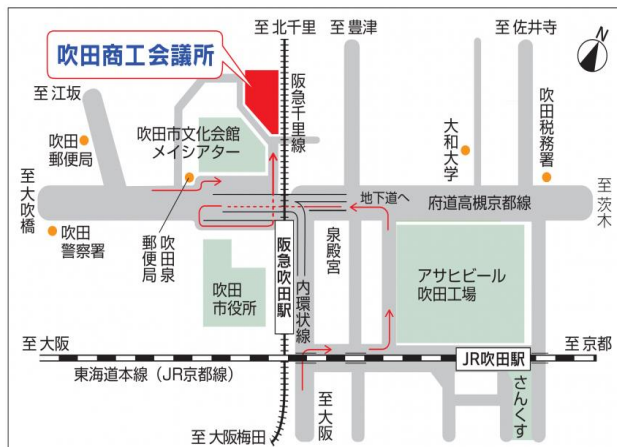 至 北千里
至 豊津
至 佐井寺
N
吹田商工会議所
至 江坂
阪急千里線
吹田
郵便局
吹田市文化会館
メイシアター
大和大学
吹田税務署
至 大吹橋
地下道へ
府道高槻京都線
至 茨木
吹田
警察署
吹田泉
郵便局
阪急吹田駅
泉殿宮
吹田
市役所
内環状線
アサヒビール
吹田工場
至 大阪
JR吹田駅
至 京都
東海道本線（JR京都線）
至 大阪
さんくす
至 大阪梅田